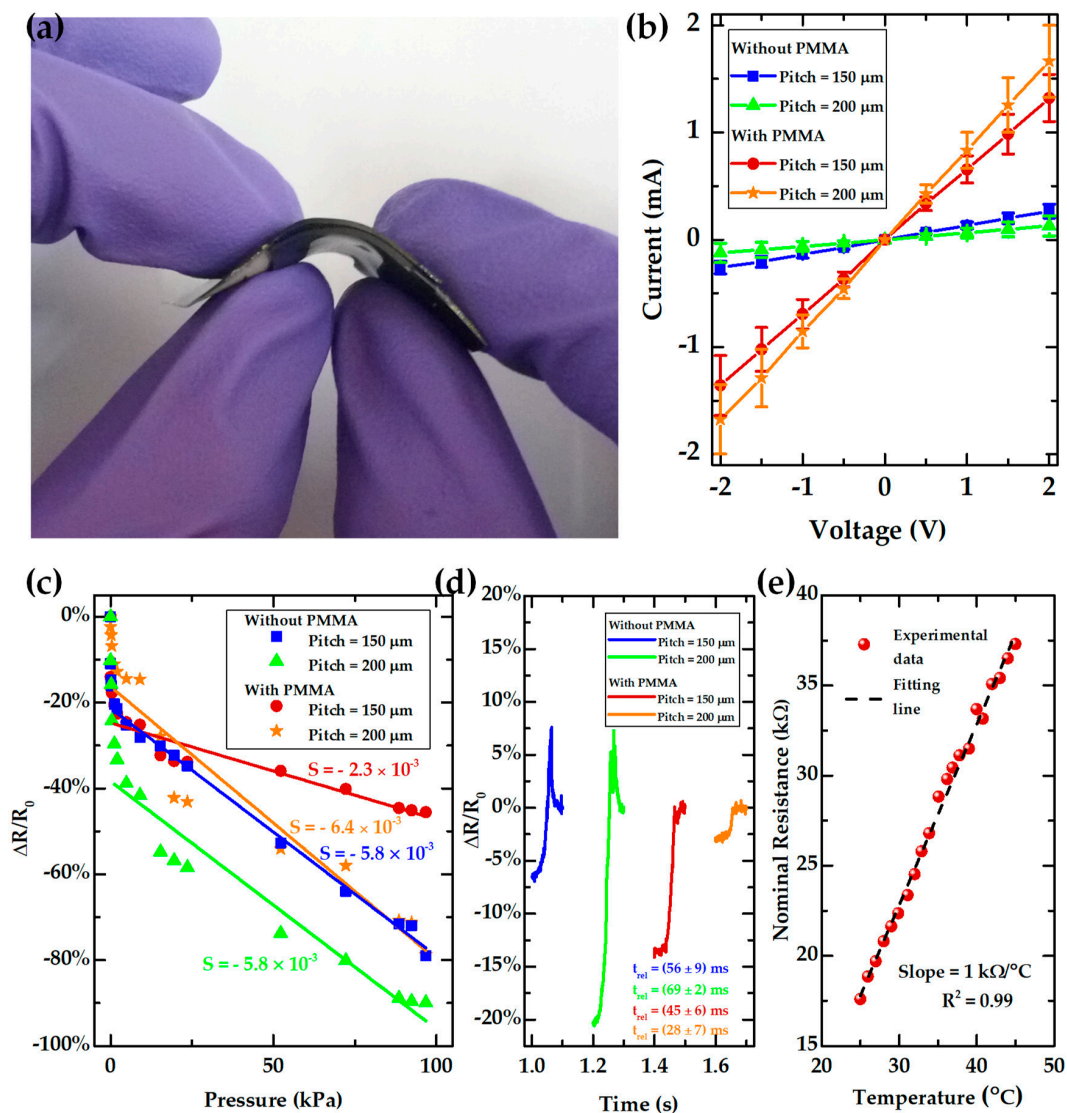 (a)
(b)
Without PMMA
Pitch = 150 μm
Pitch = 200 μm
With PMMA
Pitch = 150 μm
Pitch = 200 μm
2
1
0
-1
-2
Current (mA)
-2
-1
0
1
2
Voltage (V)
(c)
Without PMMA
Pitch = 150 μm
Pitch = 200 μm
With PMMA
Pitch = 150 μm
Pitch = 200 μm
0%
-20%
-40%
-60%
-80%
-100%
ΔR/R0
S = - 2.3 × 10-3
S = - 6.4 × 10-3
S = - 5.8 × 10-3
S = - 5.8 × 10-3
0
50
100
Pressure (kPa)
(d)
Without PMMA
Pitch = 150 μm
Pitch = 200 μm
With PMMA
Pitch = 150 μm
Pitch = 200 μm
20%
15%
10%
5%
0%
-5%
-10%
-15%
-20%
ΔR/R0
trel = (56 ± 9) ms
trel = (69 ± 2) ms
trel = (45 ± 6) ms
trel = (28 ± 7) ms
1.0
1.2
1.4
1.6
Time (s)
(e)
Experimental
data
Fitting
line
40
35
30
25
20
15
Nominal Resistance (kΩ)
Slope = 1 kΩ/°C
R2 = 0.99
20
30
40
50
Temperature (°C)